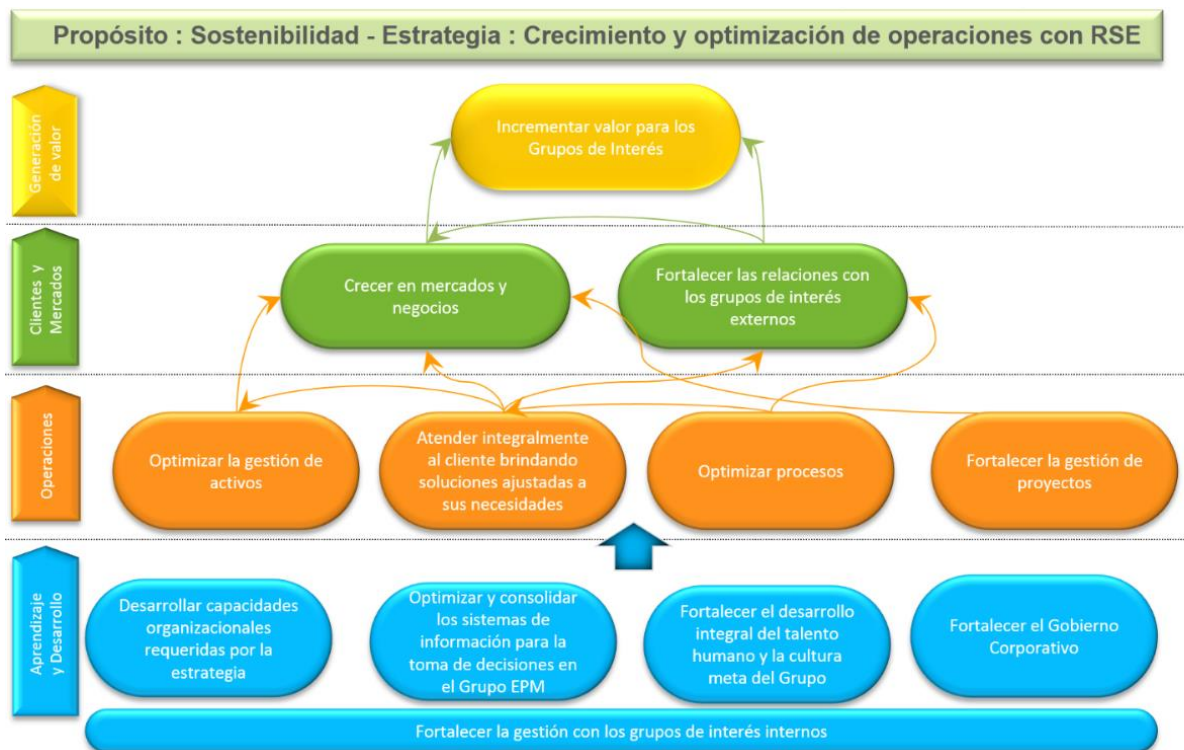 Propósito : Sostenibilidad - Estrategia : Crecimiento y optimización de operaciones con RSE
Generación
de valor
Incrementar valor para los
Grupos de Interés
Clientes y
Mercados
Crecer en mercados y
negocios
Fortalecer las relaciones con
los grupos de interés
externos
Operaciones
Optimizar la gestión de
activos
Atender integralmente
al cliente brindando
soluciones ajustadas a
sus necesidades
Optimizar procesos
Fortalecer la gestión de
proyectos
Aprendizaje
y Desarrollo
Desarrollar capacidades
organizacionales
requeridas por la
estrategia
Optimizar y consolidar
los sistemas de
información para la
toma de decisiones en
el Grupo EPM
Fortalecer el desarrollo
integral del talento
humano y la cultura
meta del Grupo
Fortalecer el Gobierno
Corporativo
Fortalecer la gestión con los grupos de interés internos